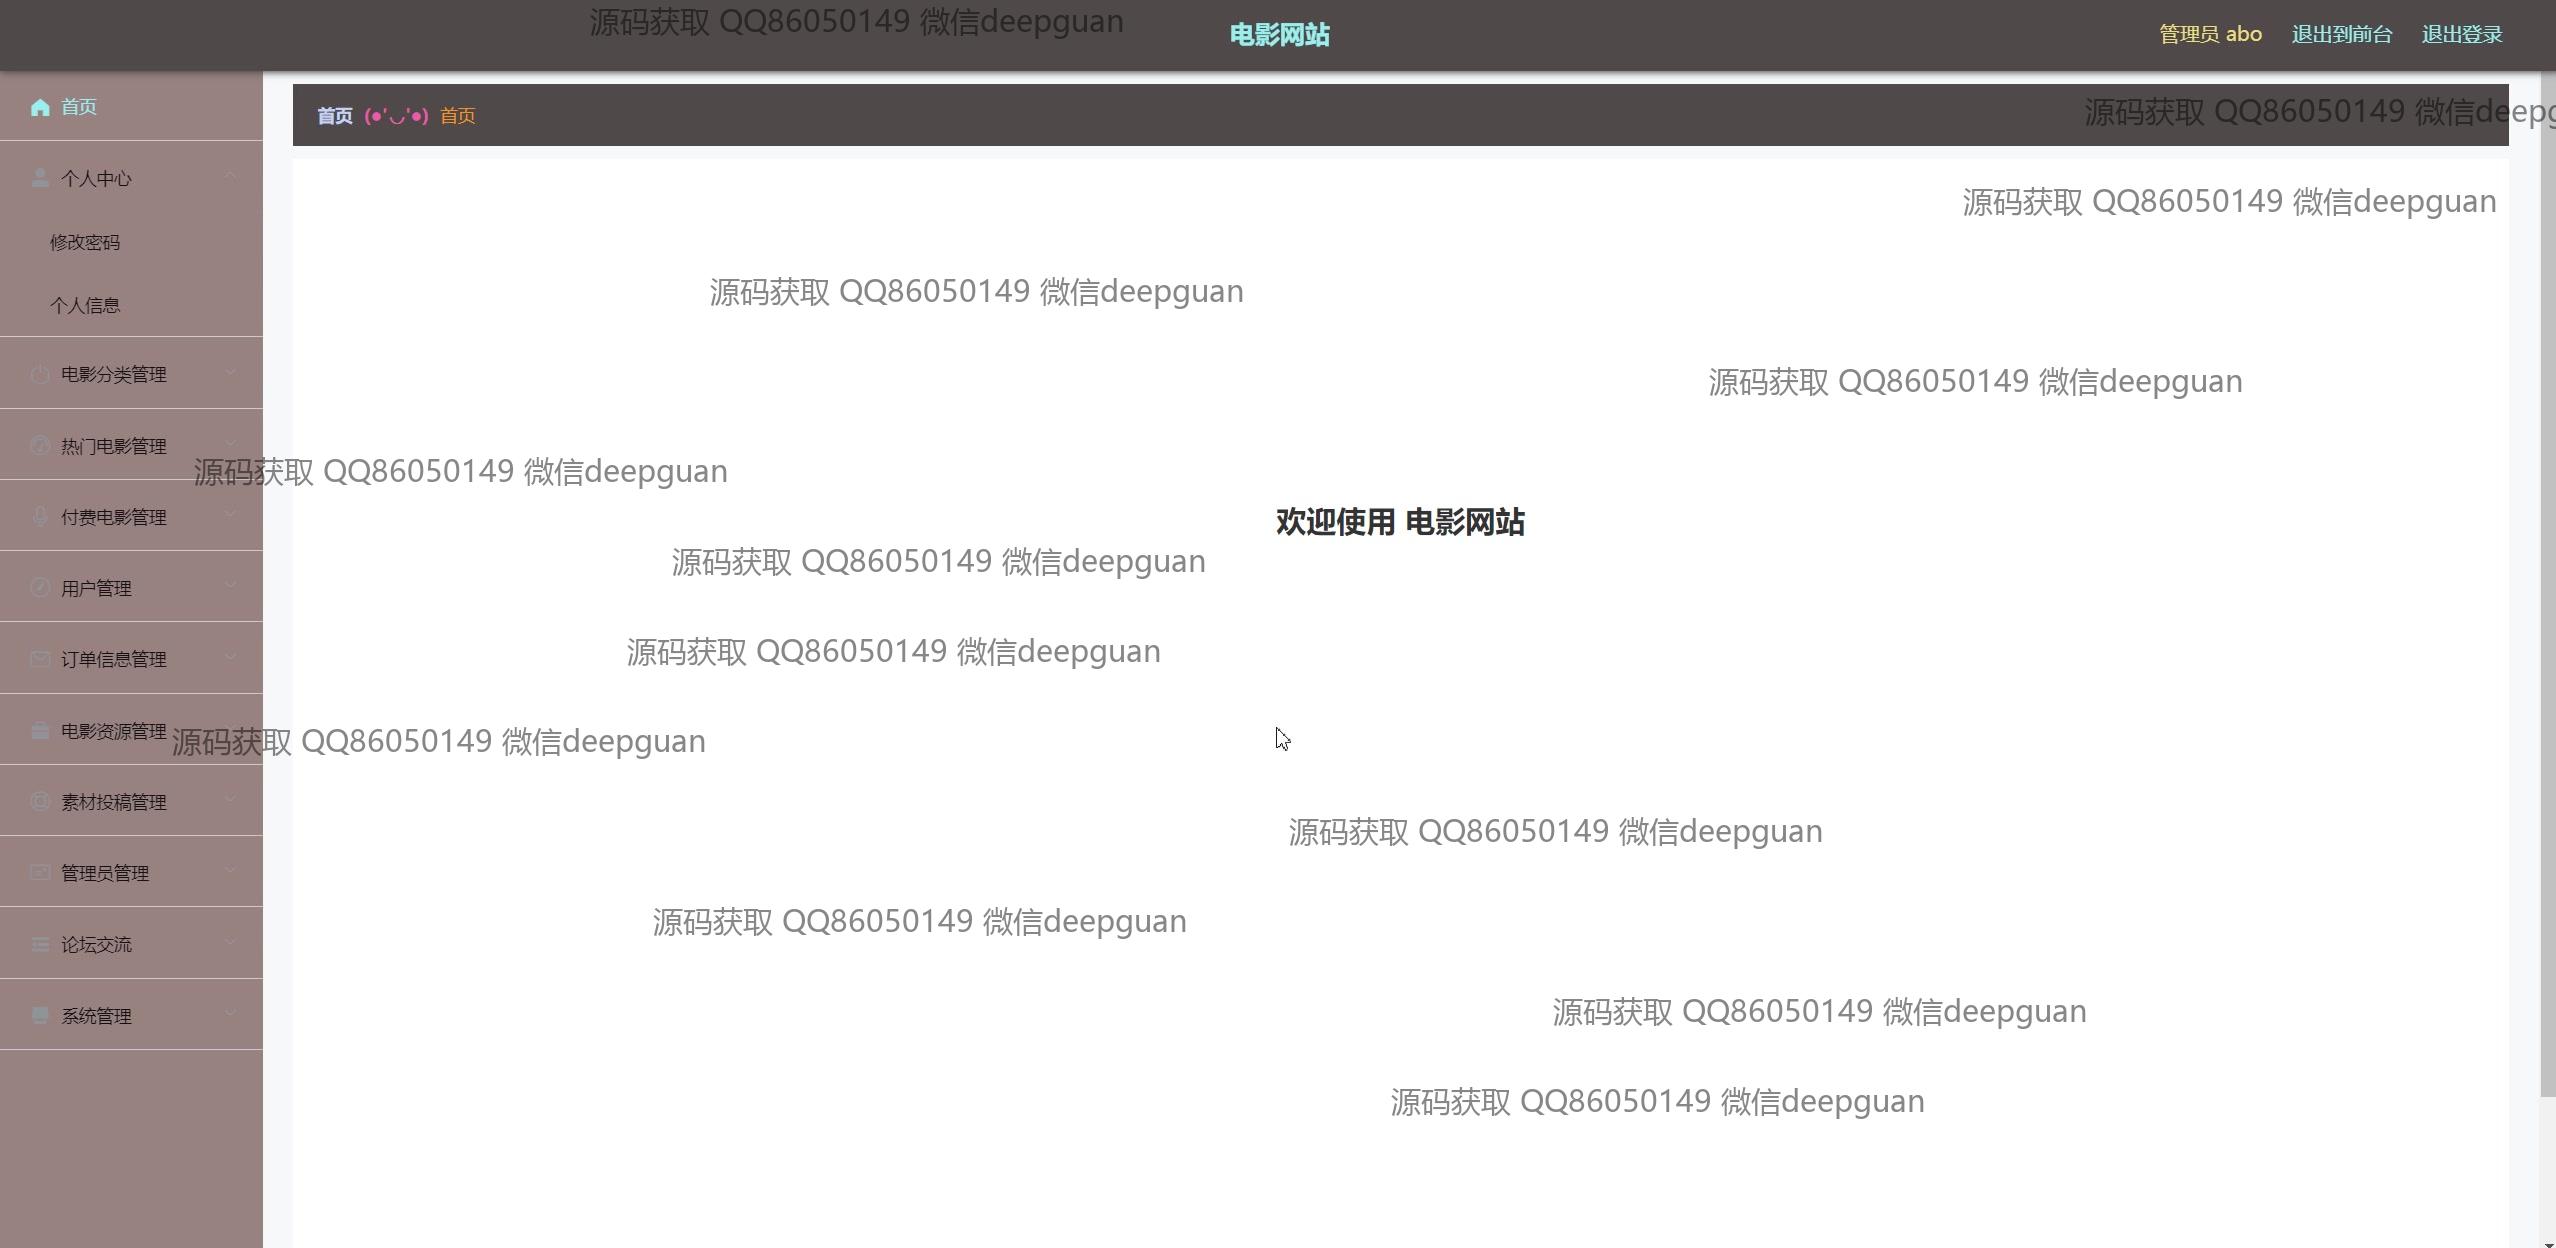 源码获取 QQ86050149 微信deepguan
电影网站
管理员 abo 退出到前台 退出登录
首页
首页 (●'◡'●) 首页
源码获取 QQ86050149 微信deepg
个人中心
源码获取 QQ86050149 微信deepguan
修改密码
源码获取 QQ86050149 微信deepguan
个人信息
电影分类管理
源码获取 QQ86050149 微信deepguan
热门电影管理
源码获取 QQ86050149 微信deepguan
付费电影管理
欢迎使用 电影网站
源码获取 QQ86050149 微信deepguan
用户管理
源码获取 QQ86050149 微信deepguan
订单信息管理
电影资源管理
源码获取 QQ86050149 微信deepguan
素材投稿管理
源码获取 QQ86050149 微信deepguan
管理员管理
源码获取 QQ86050149 微信deepguan
论坛交流
源码获取 QQ86050149 微信deepguan
系统管理
源码获取 QQ86050149 微信deepguan